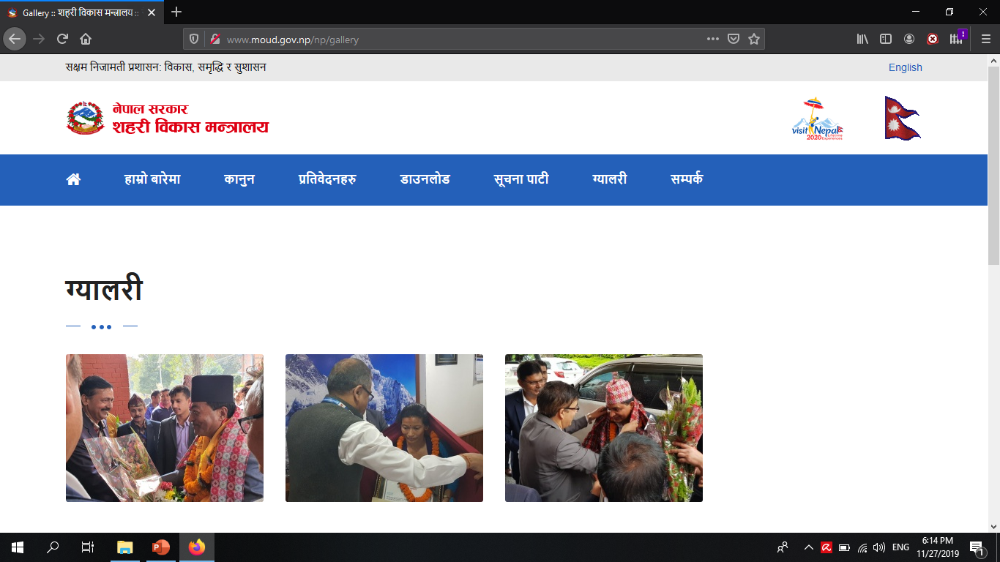 Gallery :: शहरी विकास मन्त्रालय ::
www.moud.gov.np/np/gallery
सक्षम निजामती प्रशासन: विकास, समृद्धि र सुशासन
English
नेपाल सरकार
शहरी विकास मन्त्रालय
visit Nepal
2020 Lifetime
Experiences
हाम्रो बारेमा कानुन प्रतिवेदनहरु डाउनलोड सूचना पाटी ग्यालरी सम्पर्क
ग्यालरी
ENG
6:14 PM
11/27/2019
1